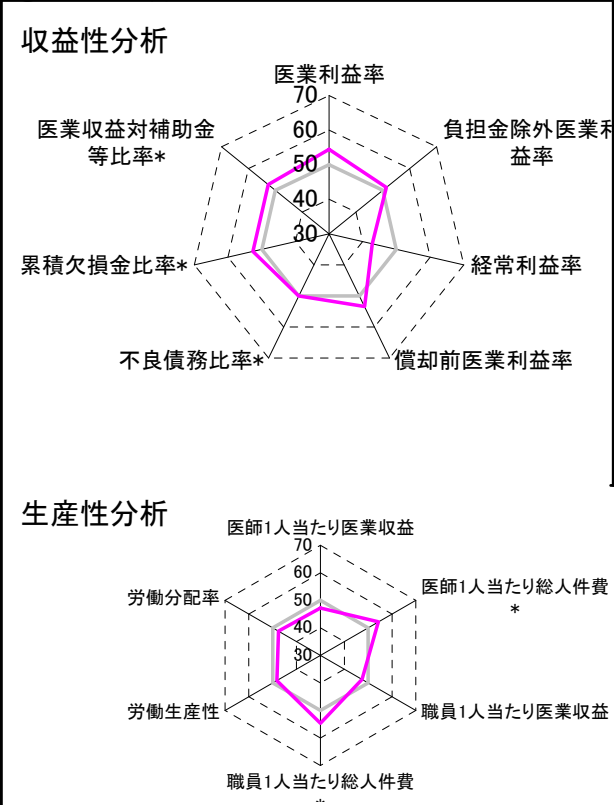 収益性分析
医業利益率
70
60
50
40
30
医業収益対補助金
等比率*
負担金除外医業利
益率
累積欠損金比率*
経常利益率
不良債務比率*
償却前医業利益率
生産性分析
医師1人当たり医業収益
70
60
50
40
30
労働分配率
医師1人当たり総人件費
*
労働生産性
職員1人当たり医業収益
職員1人当たり総人件費
*